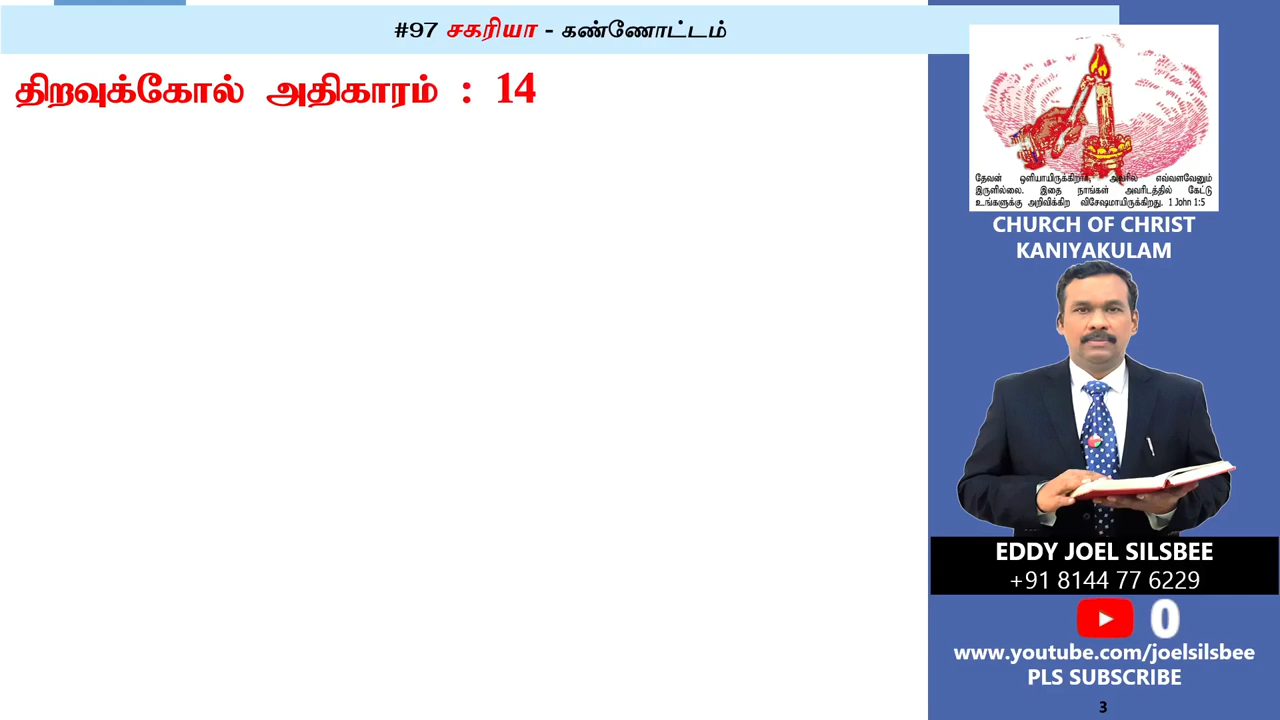 #97 சகரியா - கண்ணோட்டம்
திறவுக்கோல் அதிகாரம் : 14
தேவன் ஒளியாயிருக்கிறார், அவரில் எவ்வளவேனும்
இருளில்லை. இதை நாங்கள் அவரிடத்தில் கேட்டு
உங்களுக்கு அறிவிக்கிற விசேஷமாயிருக்கிறது. 1 John 1:5
CHURCH OF CHRIST
KANIYAKULAM
EDDY JOEL SILSBEE
+91 8144 77 6229
0
www.youtube.com/joelsilsbee
PLS SUBSCRIBE
3